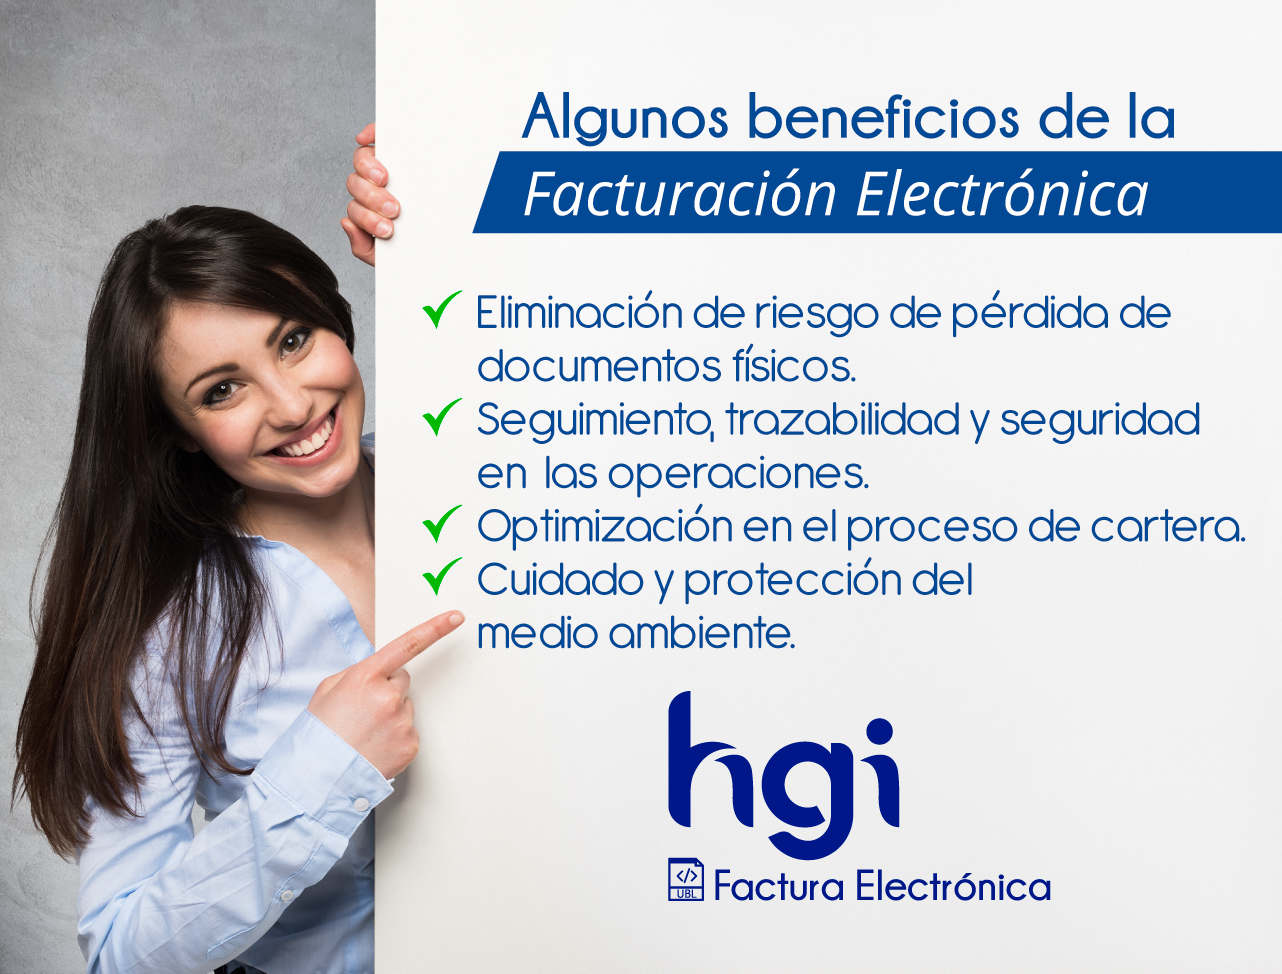 Algunos beneficios de la
Facturación Electrónica
Eliminación de riesgo de pérdida de
documentos físicos.
Seguimiento, trazabilidad y seguridad
en las operaciones.
Optimización en el proceso de cartera.
Cuidado y protección del
medio ambiente.
hgi
</> UBL
Factura Electrónica